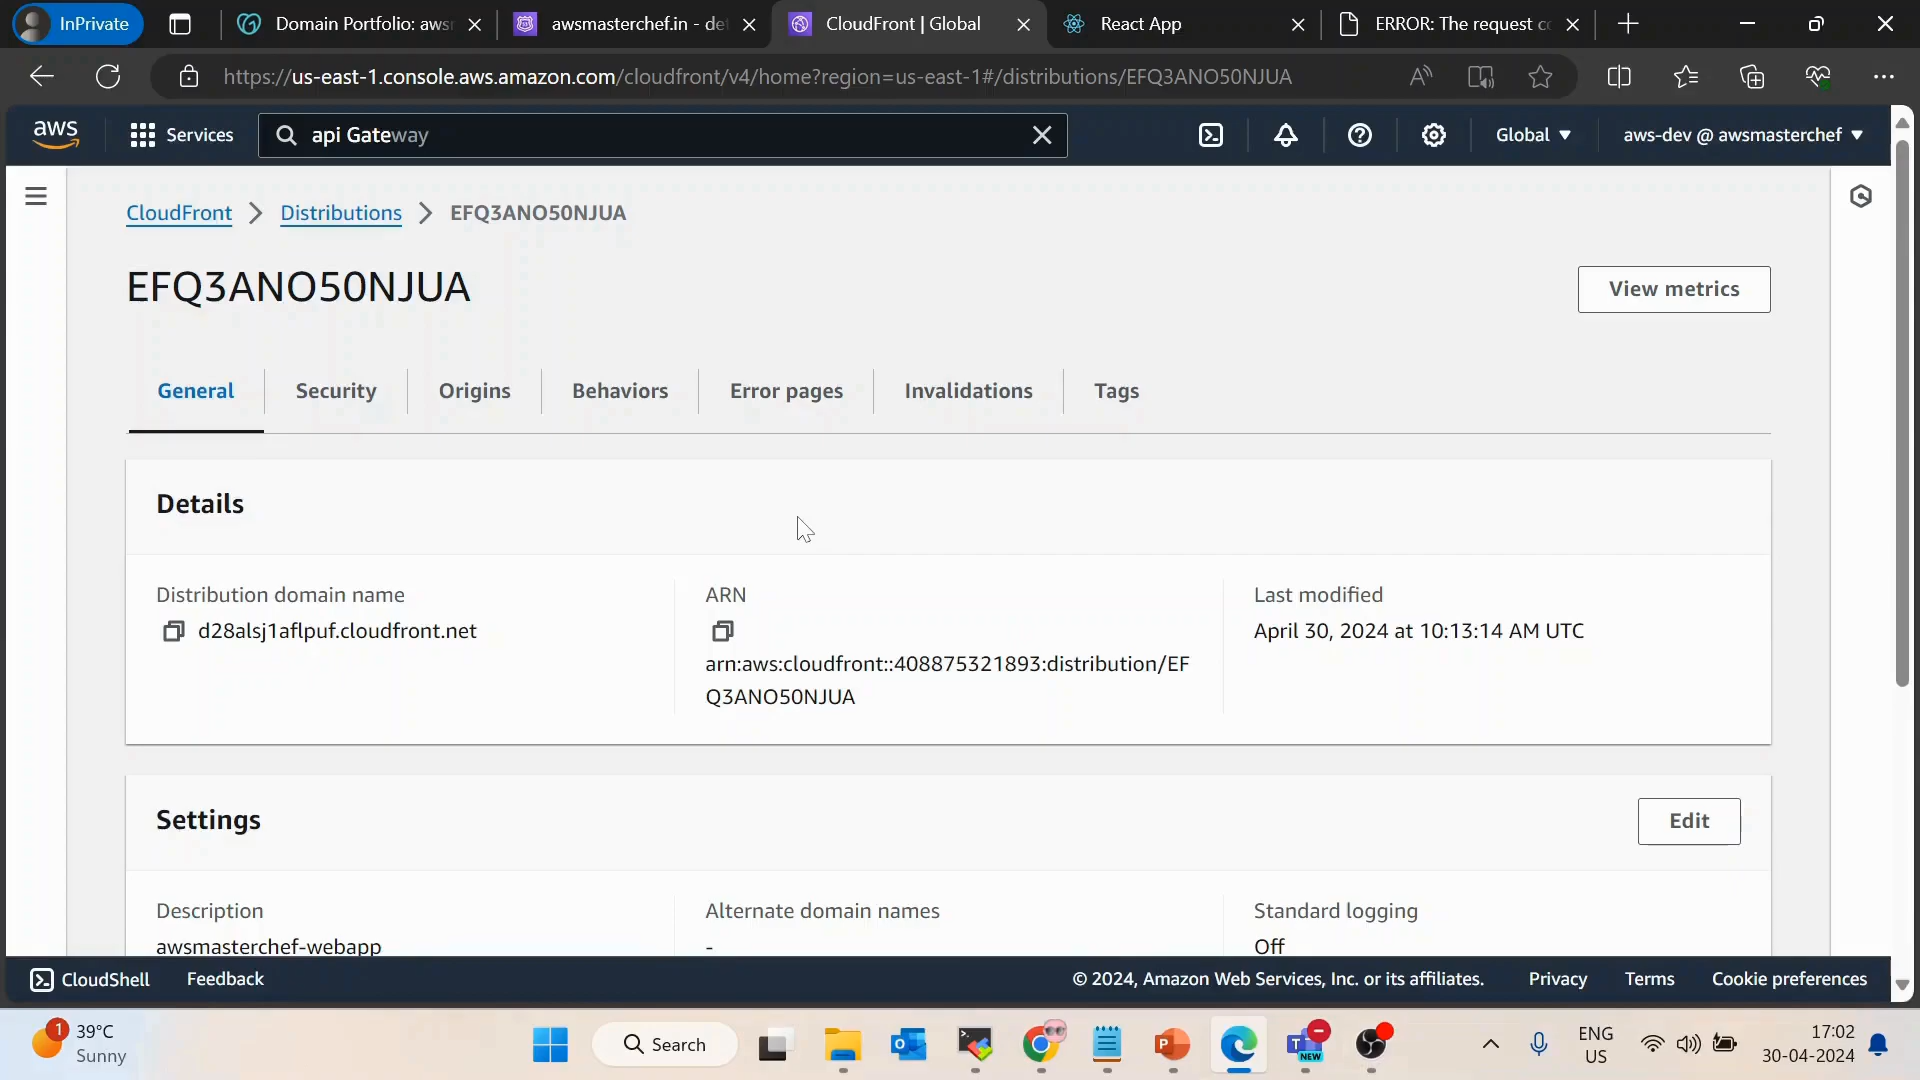 InPrivate
Domain Portfolio: aws
awsmasterchef.in - de
CloudFront | Global
React App
ERROR: The request c
https://us-east-1.console.aws.amazon.com/cloudfront/v4/home?region=us-east-1#/distributions/EFQ3ANO50NJUA
aws
Services
api Gateway
Global
aws-dev @ awsmasterchef
CloudFront
Distributions
EFQ3ANO50NJUA
EFQ3ANO50NJUA
View metrics
General
Security
Origins
Behaviors
Error pages
Invalidations
Tags
Details
Distribution domain name
d28alsj1aflpuf.cloudfront.net
ARN
arn:aws:cloudfront::408875321893:distribution/EF
Q3ANO50NJUA
Last modified
April 30, 2024 at 10:13:14 AM UTC
Settings
Edit
Description
awsmasterchef-webapp
Alternate domain names
-
Standard logging
Off
CloudShell
Feedback
© 2024, Amazon Web Services, Inc. or its affiliates.
Privacy
Terms
Cookie preferences
1
39°C
Sunny
Search
NEW
ENG
US
17:02
30-04-2024